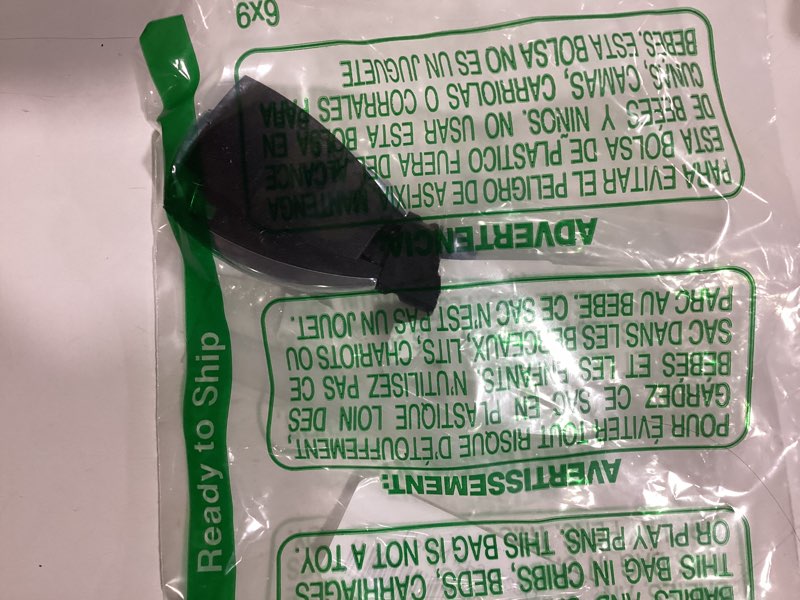 BABIES AND
THIS BAG IN CRIBS, BEDS, CARRIAGES
OR PLAY PENS. THIS BAG IS NOT A TOY.
AVERTISSEMENT:
POUR ÉVITER TOUT RISQUE D'ÉTOUFFEMENT,
GARDEZ CE SAC EN PLASTIQUE LOIN DES
BEBES ET LES ENFANTS. N'UTILISEZ PAS CE
SAC DANS LES BERCEAUX, LITS, CHARIOTS OU
PARC AU BEBE. CE SAC N'EST PAS UN JOUET.
ADVERTENCIA:
PARA EVITAR EL PELIGRO DE ASFIXIA MANTENGA
ESTA BOLSA DE PLASTICO FUERA DEL ALCANCE
DE BEBES Y NINOS. NO USAR ESTA BOLSA EN
CUNAS, CAMAS, CARRIOLAS O CORRALES PARA
BEBES. ESTA BOLSA NO ES UN JUGUETE
6x9
Ready to Ship